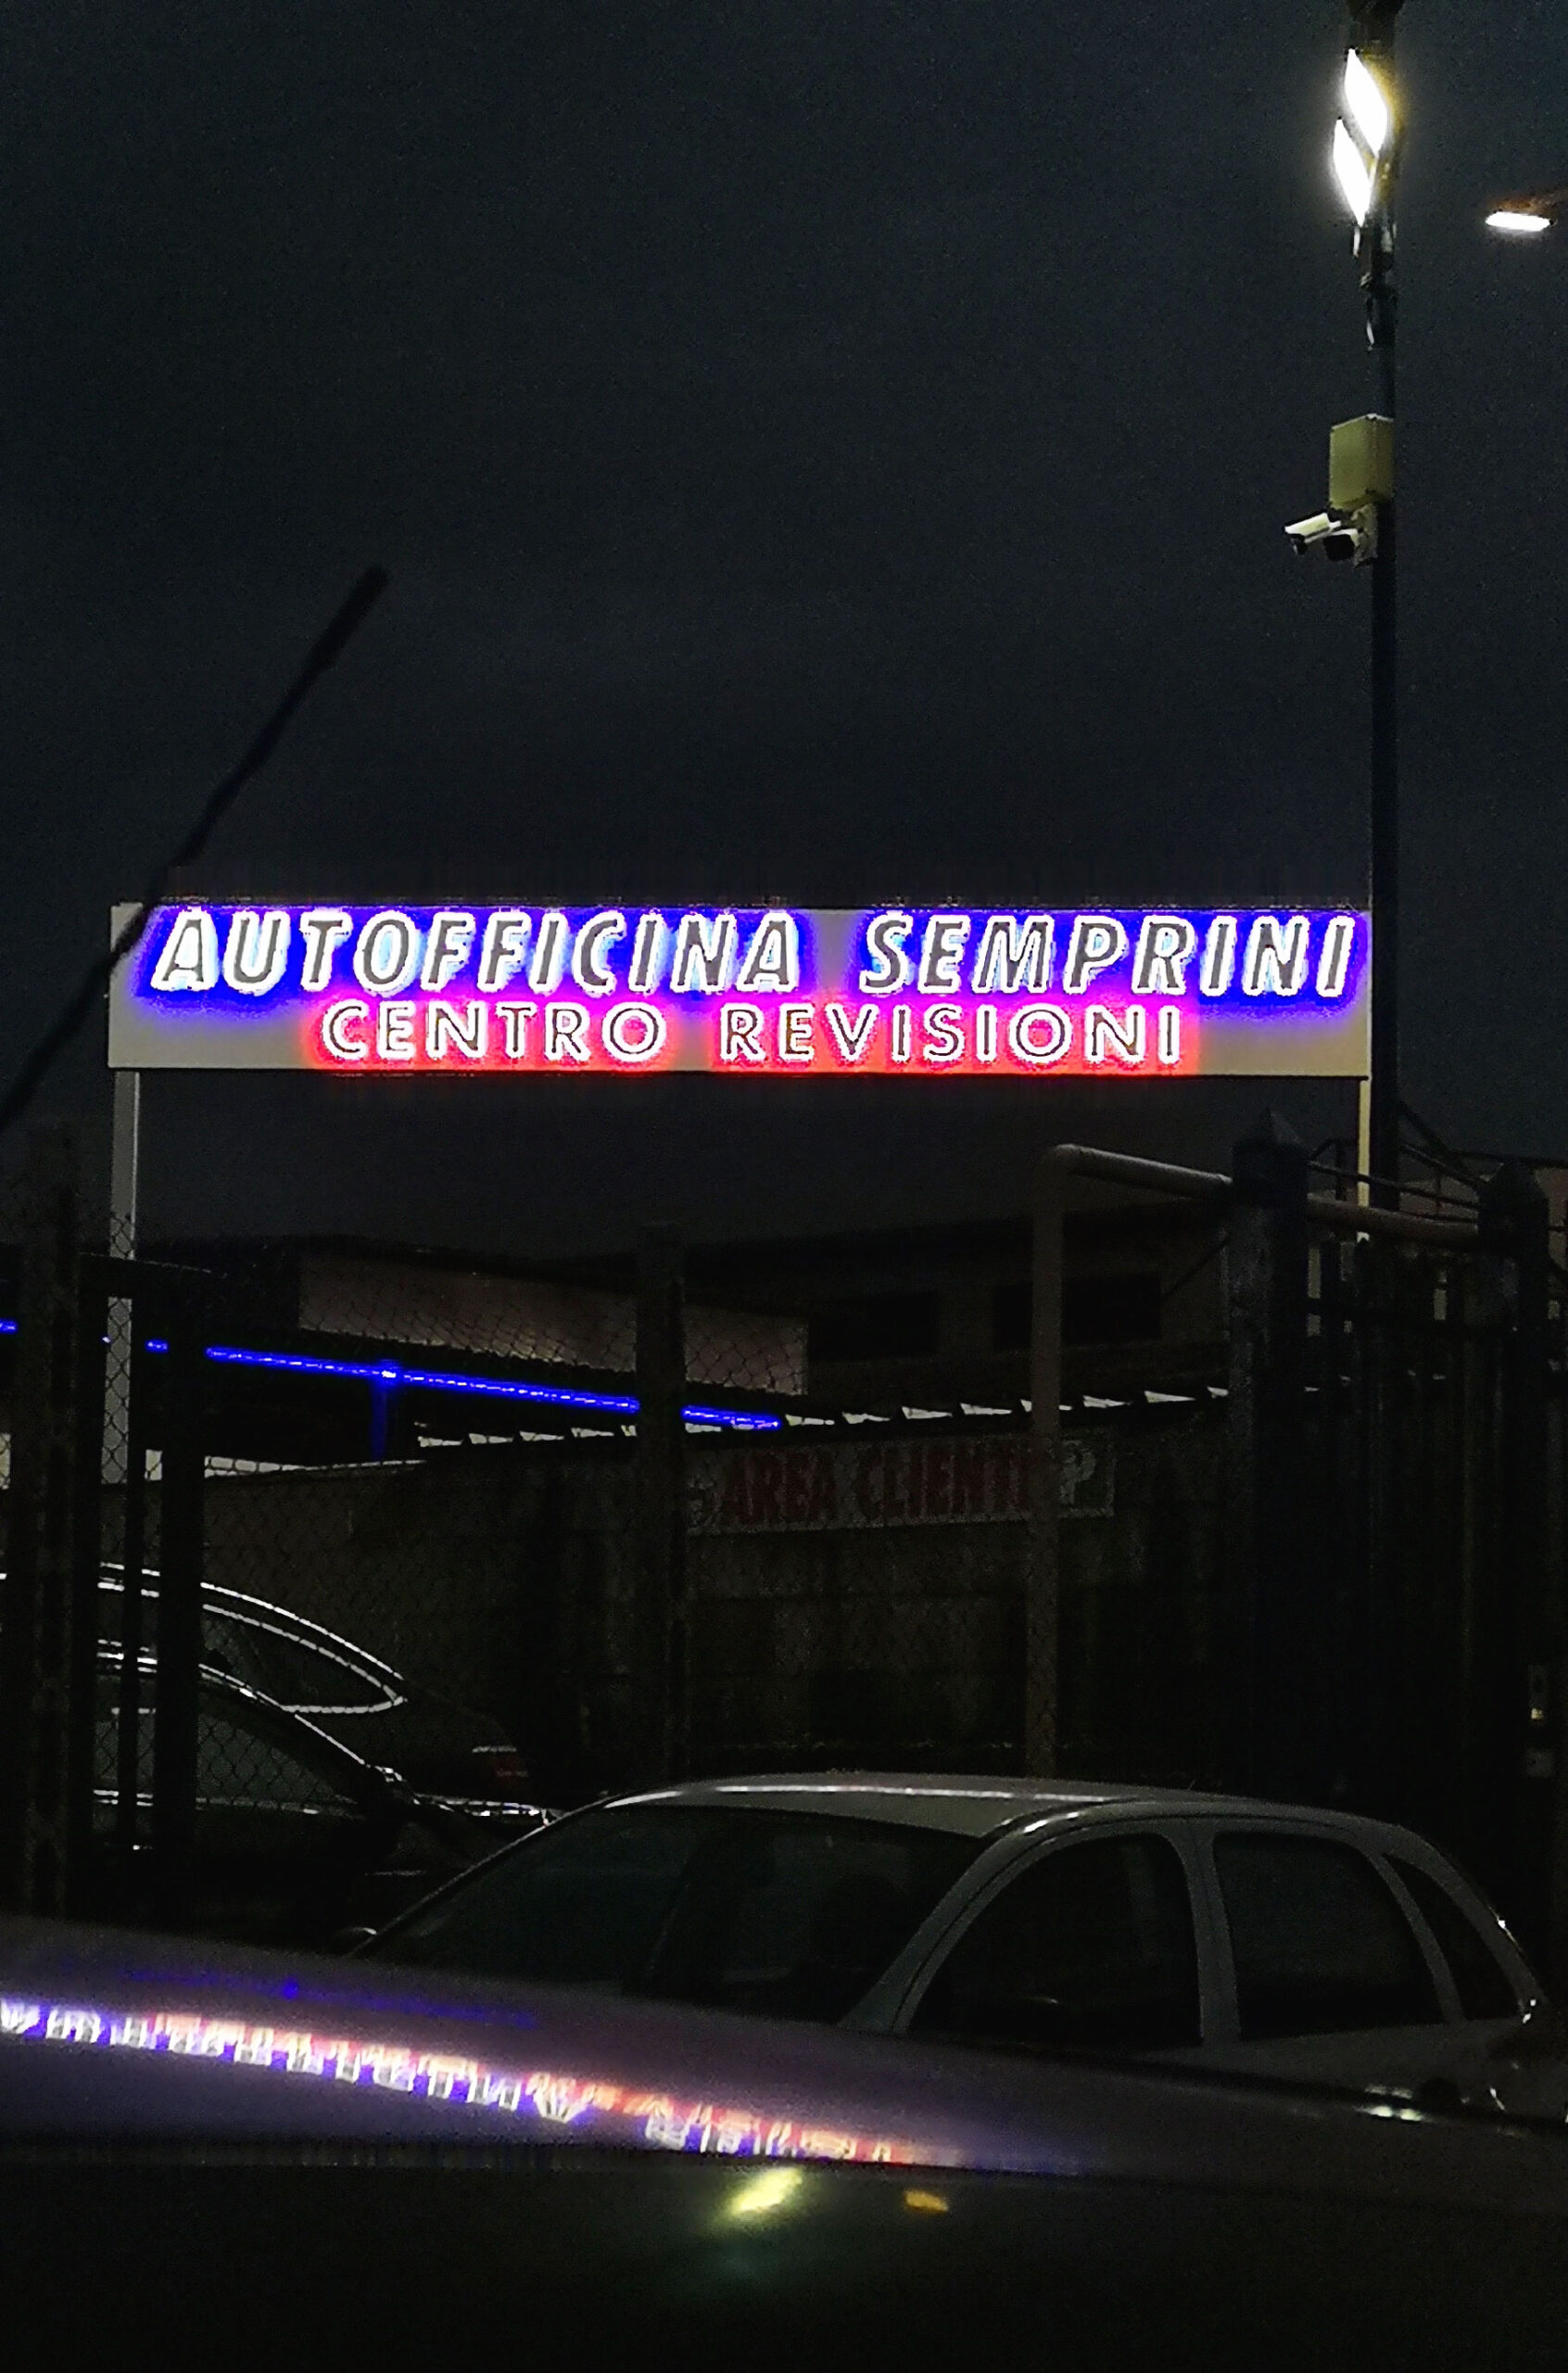 AUTOFFICINA SEMPRINI
CENTRO REVISIONI
AREA CLIENTI P